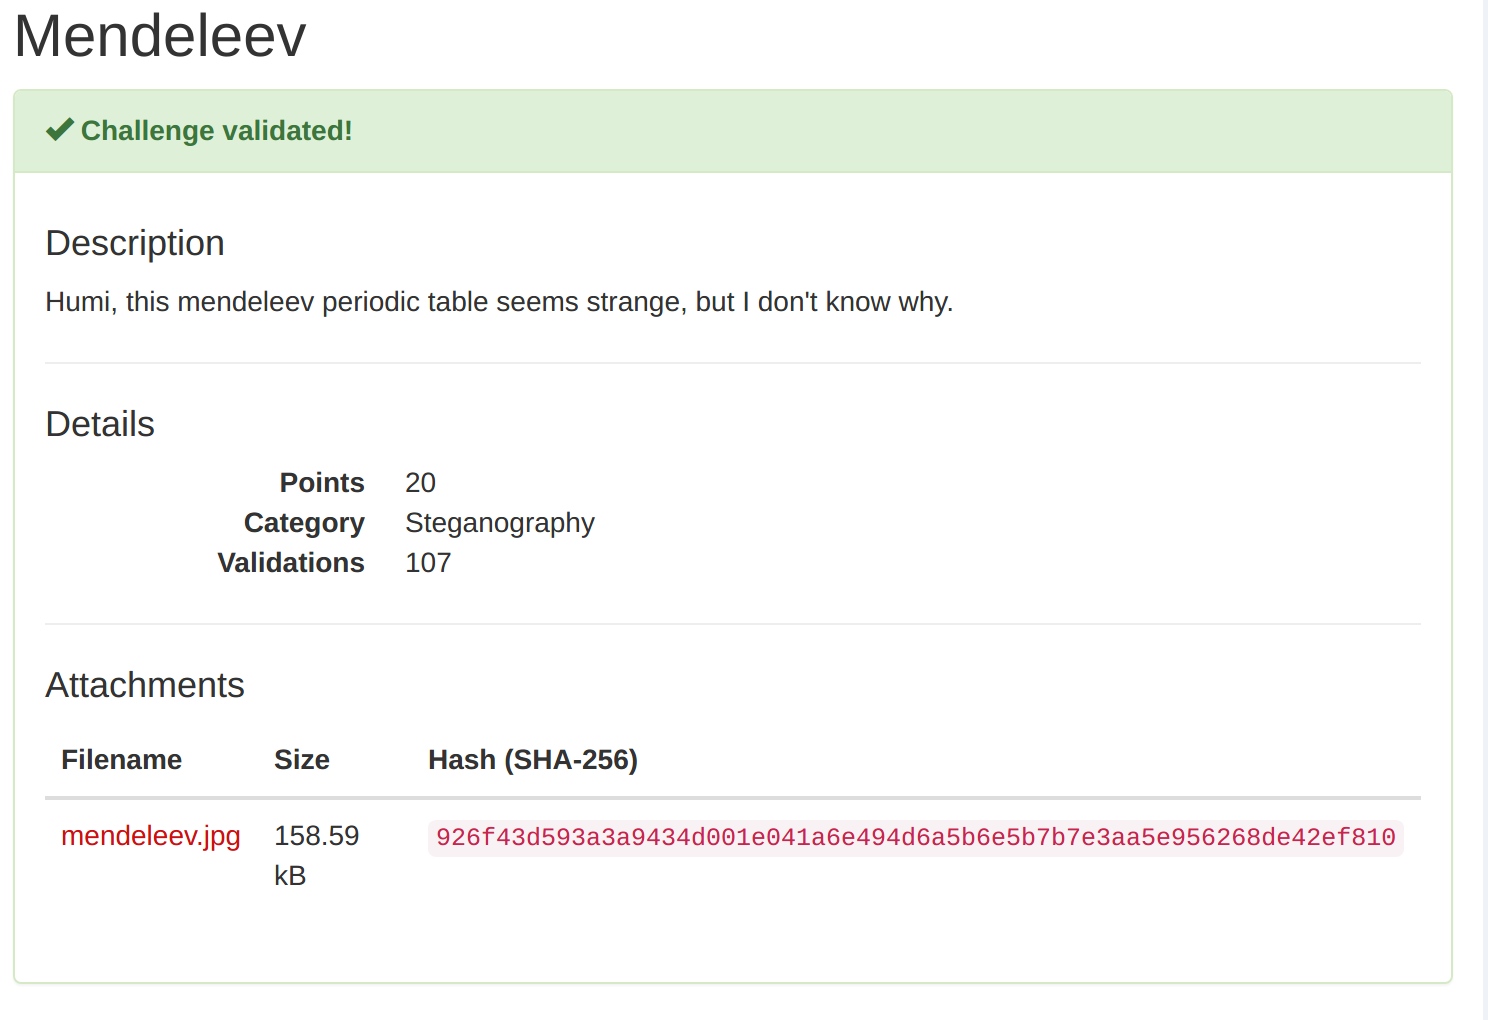 Mendeleev
Challenge validated!
Description
Humi, this mendeleev periodic table seems strange, but I don't know why.
Details
Points 20
Category Steganography
Validations 107
Attachments
Filename Size Hash (SHA-256)
mendeleev.jpg 158.59 926f43d593a3a9434d001e041a6e494d6a5b6e5b7b7e3aa5e956268de42ef810
kB